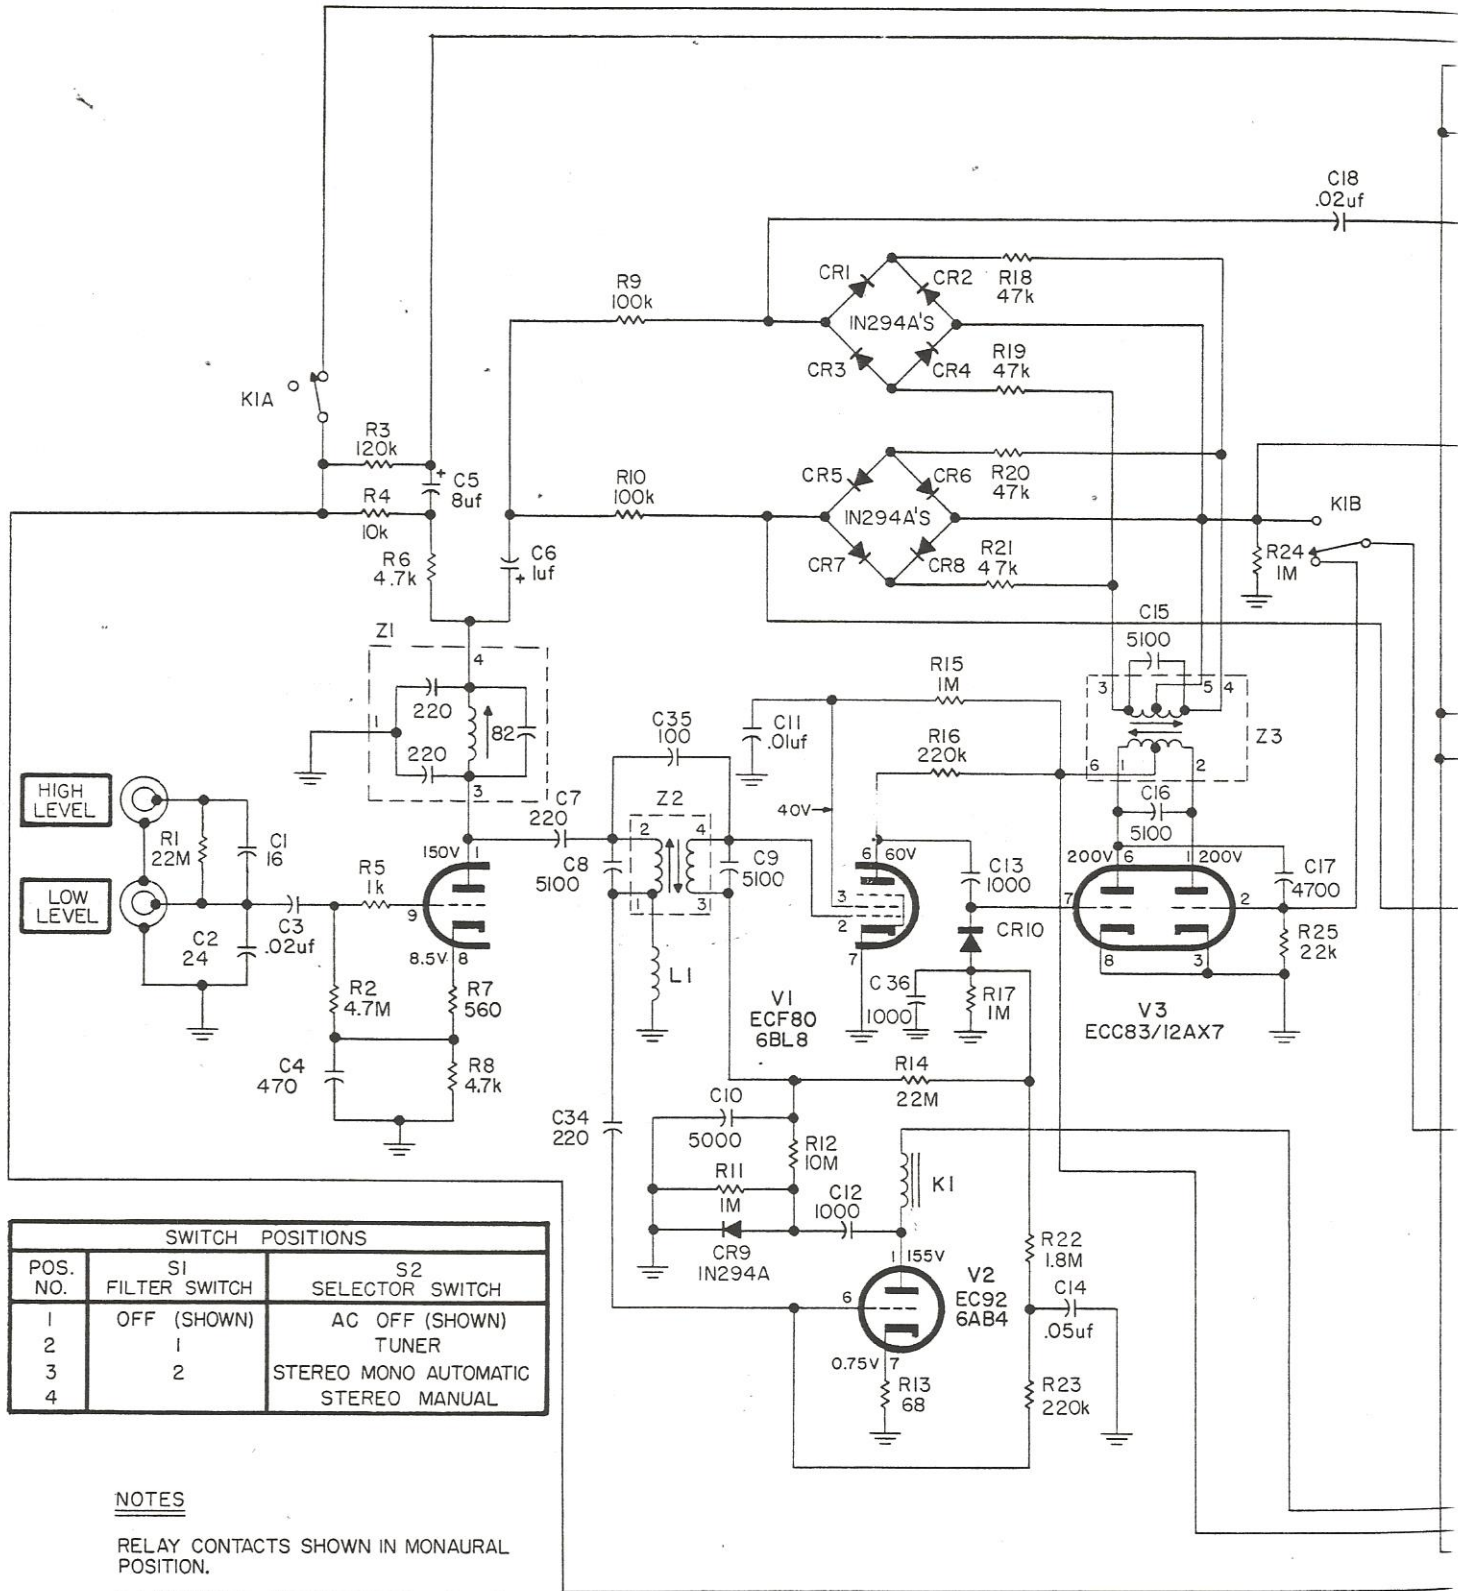 C18
.02uf
CR1
CR2
R18
47k
R9
100k
IN294A'S
CR3
CR4
R19
47k
K1A
R3
120k
+
C5
8uf
R4
10k
R10
100k
CR5
CR6
R20
47k
IN294A'S
K1B
R6
4.7k
C6
1uf
+
CR7
CR8
R21
47k
R24
1M
Z1
4
C15
5100
220
1
220
82
3
R15
1M
C11
.01uf
R16
220k
3
5
4
Z3
6
1
2
C35
100
C16
5100
HIGH
LEVEL
R1
22M
C1
16
C7
220
Z2
2
4
1
3
40V
C8
5100
C9
5100
150V
1
6
60V
C13
1000
200V
6
1
200V
C17
4700
LOW
LEVEL
R5
1k
9
3
2
7
7
2
C3
.02uf
C2
24
8.5V
8
CR10
8
3
R25
22k
L1
C36
1000
R17
1M
R2
4.7M
R7
560
V1
ECF80
6BL8
V3
ECC83/12AX7
C4
470
R8
4.7k
R14
22M
C34
220
C10
5000
R12
10M
R11
1M
C12
1000
K1
CR9
IN294A
1
155V
R22
1.8M
6
V2
EC92
6AB4
C14
.05uf
0.75V
7
R13
68
R23
220k
SWITCH POSITIONS
POS.
NO.
S1
FILTER SWITCH
S2
SELECTOR SWITCH
1 OFF (SHOWN) AC OFF (SHOWN)
2 1 TUNER
3 2 STEREO MONO AUTOMATIC
4 STEREO MANUAL
NOTES
RELAY CONTACTS SHOWN IN MONAURAL
POSITION.